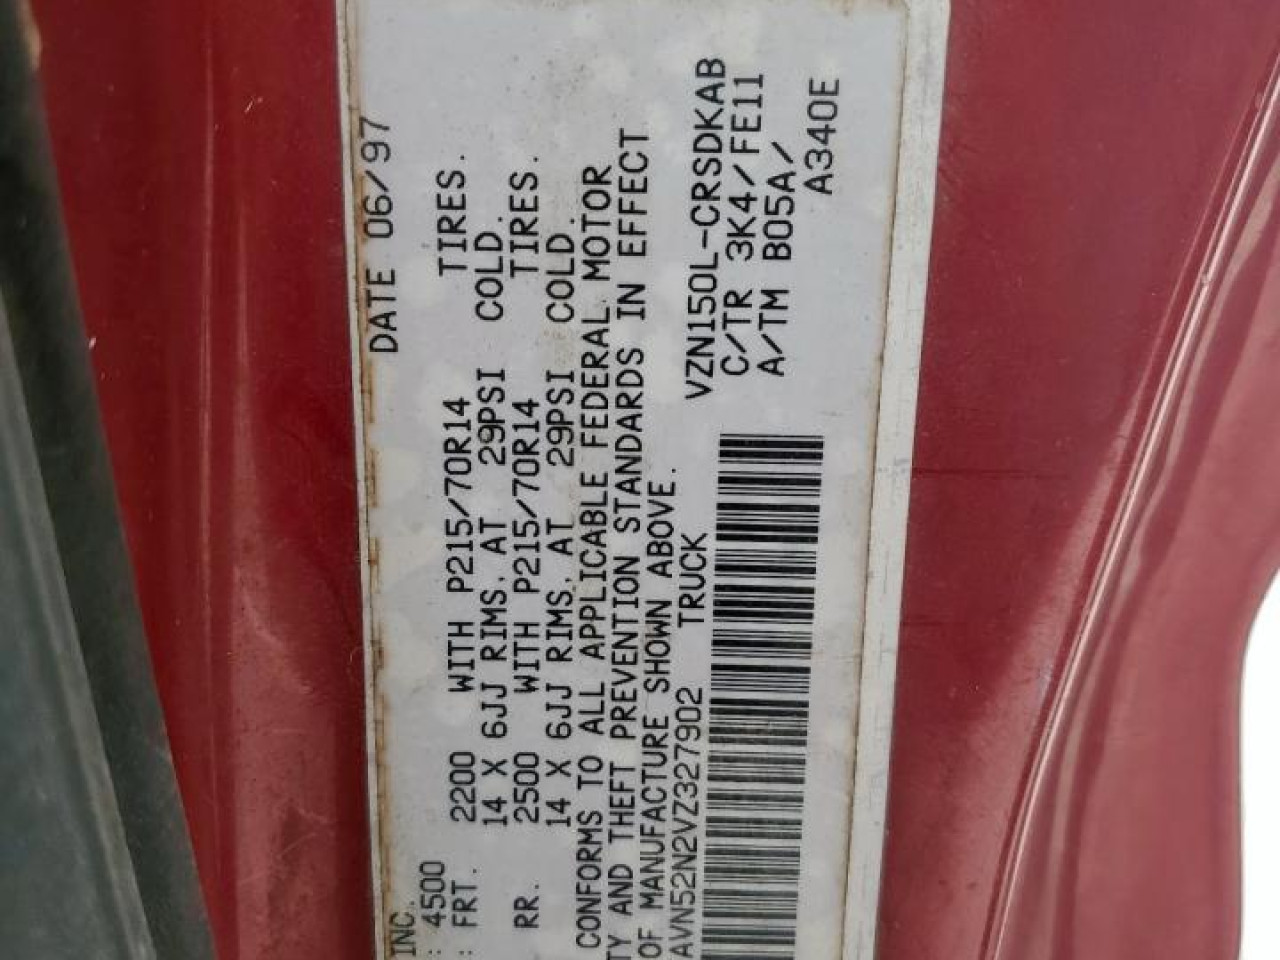 INC. DATE 06/97
: 4500
: FRT. 2200 WITH P215/70R14 TIRES.
14 X 6JJ RIMS. AT 29PSI COLD.
RR. 2500 WITH P215/70R14 TIRES.
14 X 6JJ RIMS. AT 29PSI COLD.
CONFORMS TO ALL APPLICABLE FEDERAL MOTOR
TY AND THEFT PREVENTION STANDARDS IN EFFECT
OF MANUFACTURE SHOWN ABOVE.
AVN52N2VZ327902 TRUCK
VZN150L-CRSDKAB
C/TR 3K4/FE11
A/TM B05A/
A340E